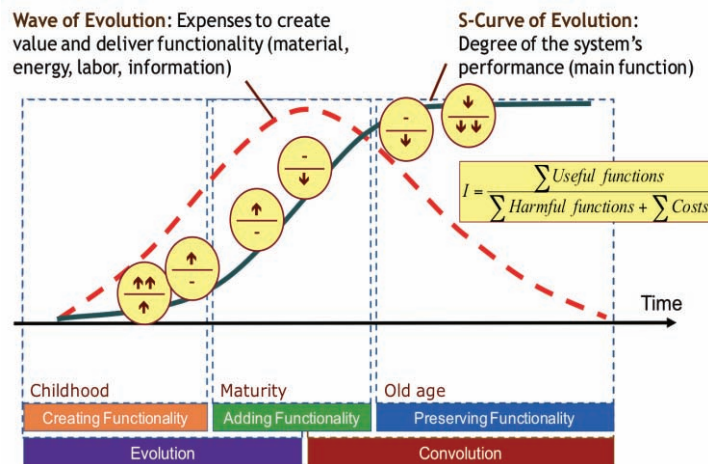 Wave of Evolution: Expenses to create
value and deliver functionality (material,
energy, labor, information)
S-Curve of Evolution:
Degree of the system's
performance (main function)
↑↑
↑
↑
-
↑
-
-
↓
-
↓
↓
↓↓
I = ∑ Useful functions
∑ Harmful functions + ∑ Costs
Time
Childhood
Maturity
Old age
Creating Functionality
Adding Functionality
Preserving Functionality
Evolution
Convolution